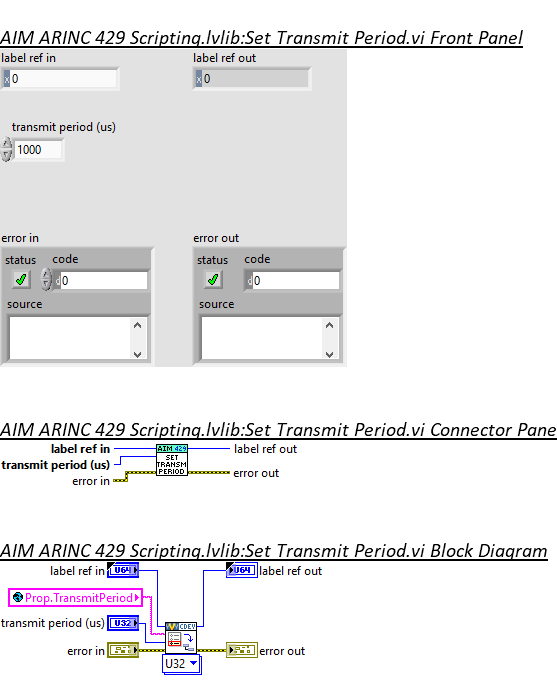 AIM ARINC 429 Scripting.lvlib:Set Transmit Period.vi Front Panel
label ref in label ref out
x 0 x 0
transmit period (us)
1000
error in error out
status code status code
d 0 d 0
source source
AIM ARINC 429 Scripting.lvlib:Set Transmit Period.vi Connector Pane
label ref in AIM 429 label ref out
transmit period (us) SET
TRANSM
error in PERIOD error out
AIM ARINC 429 Scripting.lvlib:Set Transmit Period.vi Block Diagram
label ref in U64 U64 label ref out
Prop.TransmitPeriod
transmit period (us) U32 CDEV
error in error out
U32